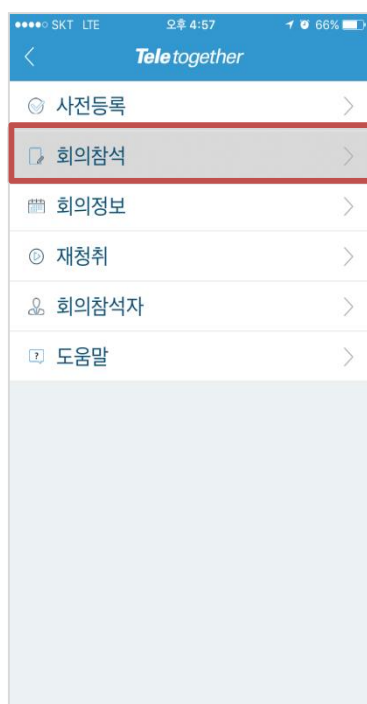 SKT LTE 오후 4:57 66%
Teletogether
사전등록
회의참석
회의정보
재청취
회의참석자
도움말